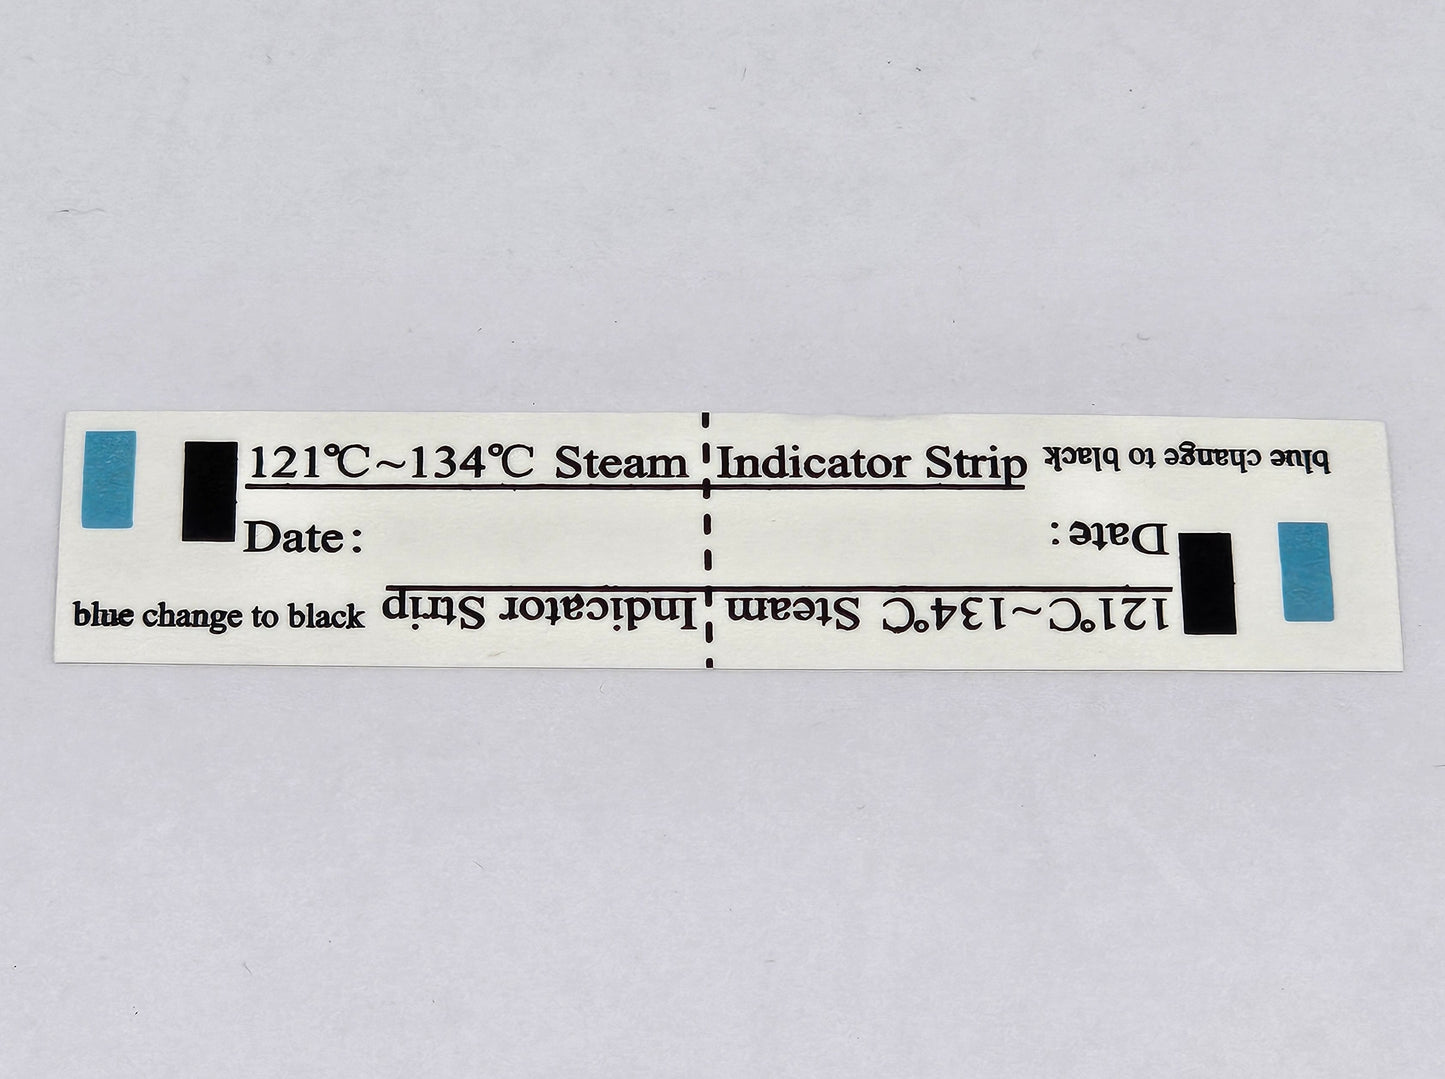 121℃~134℃ Steam Indicator Strip
Date:
blue change to black
blue change to black
Date:
121℃~134℃ Steam Indicator Strip